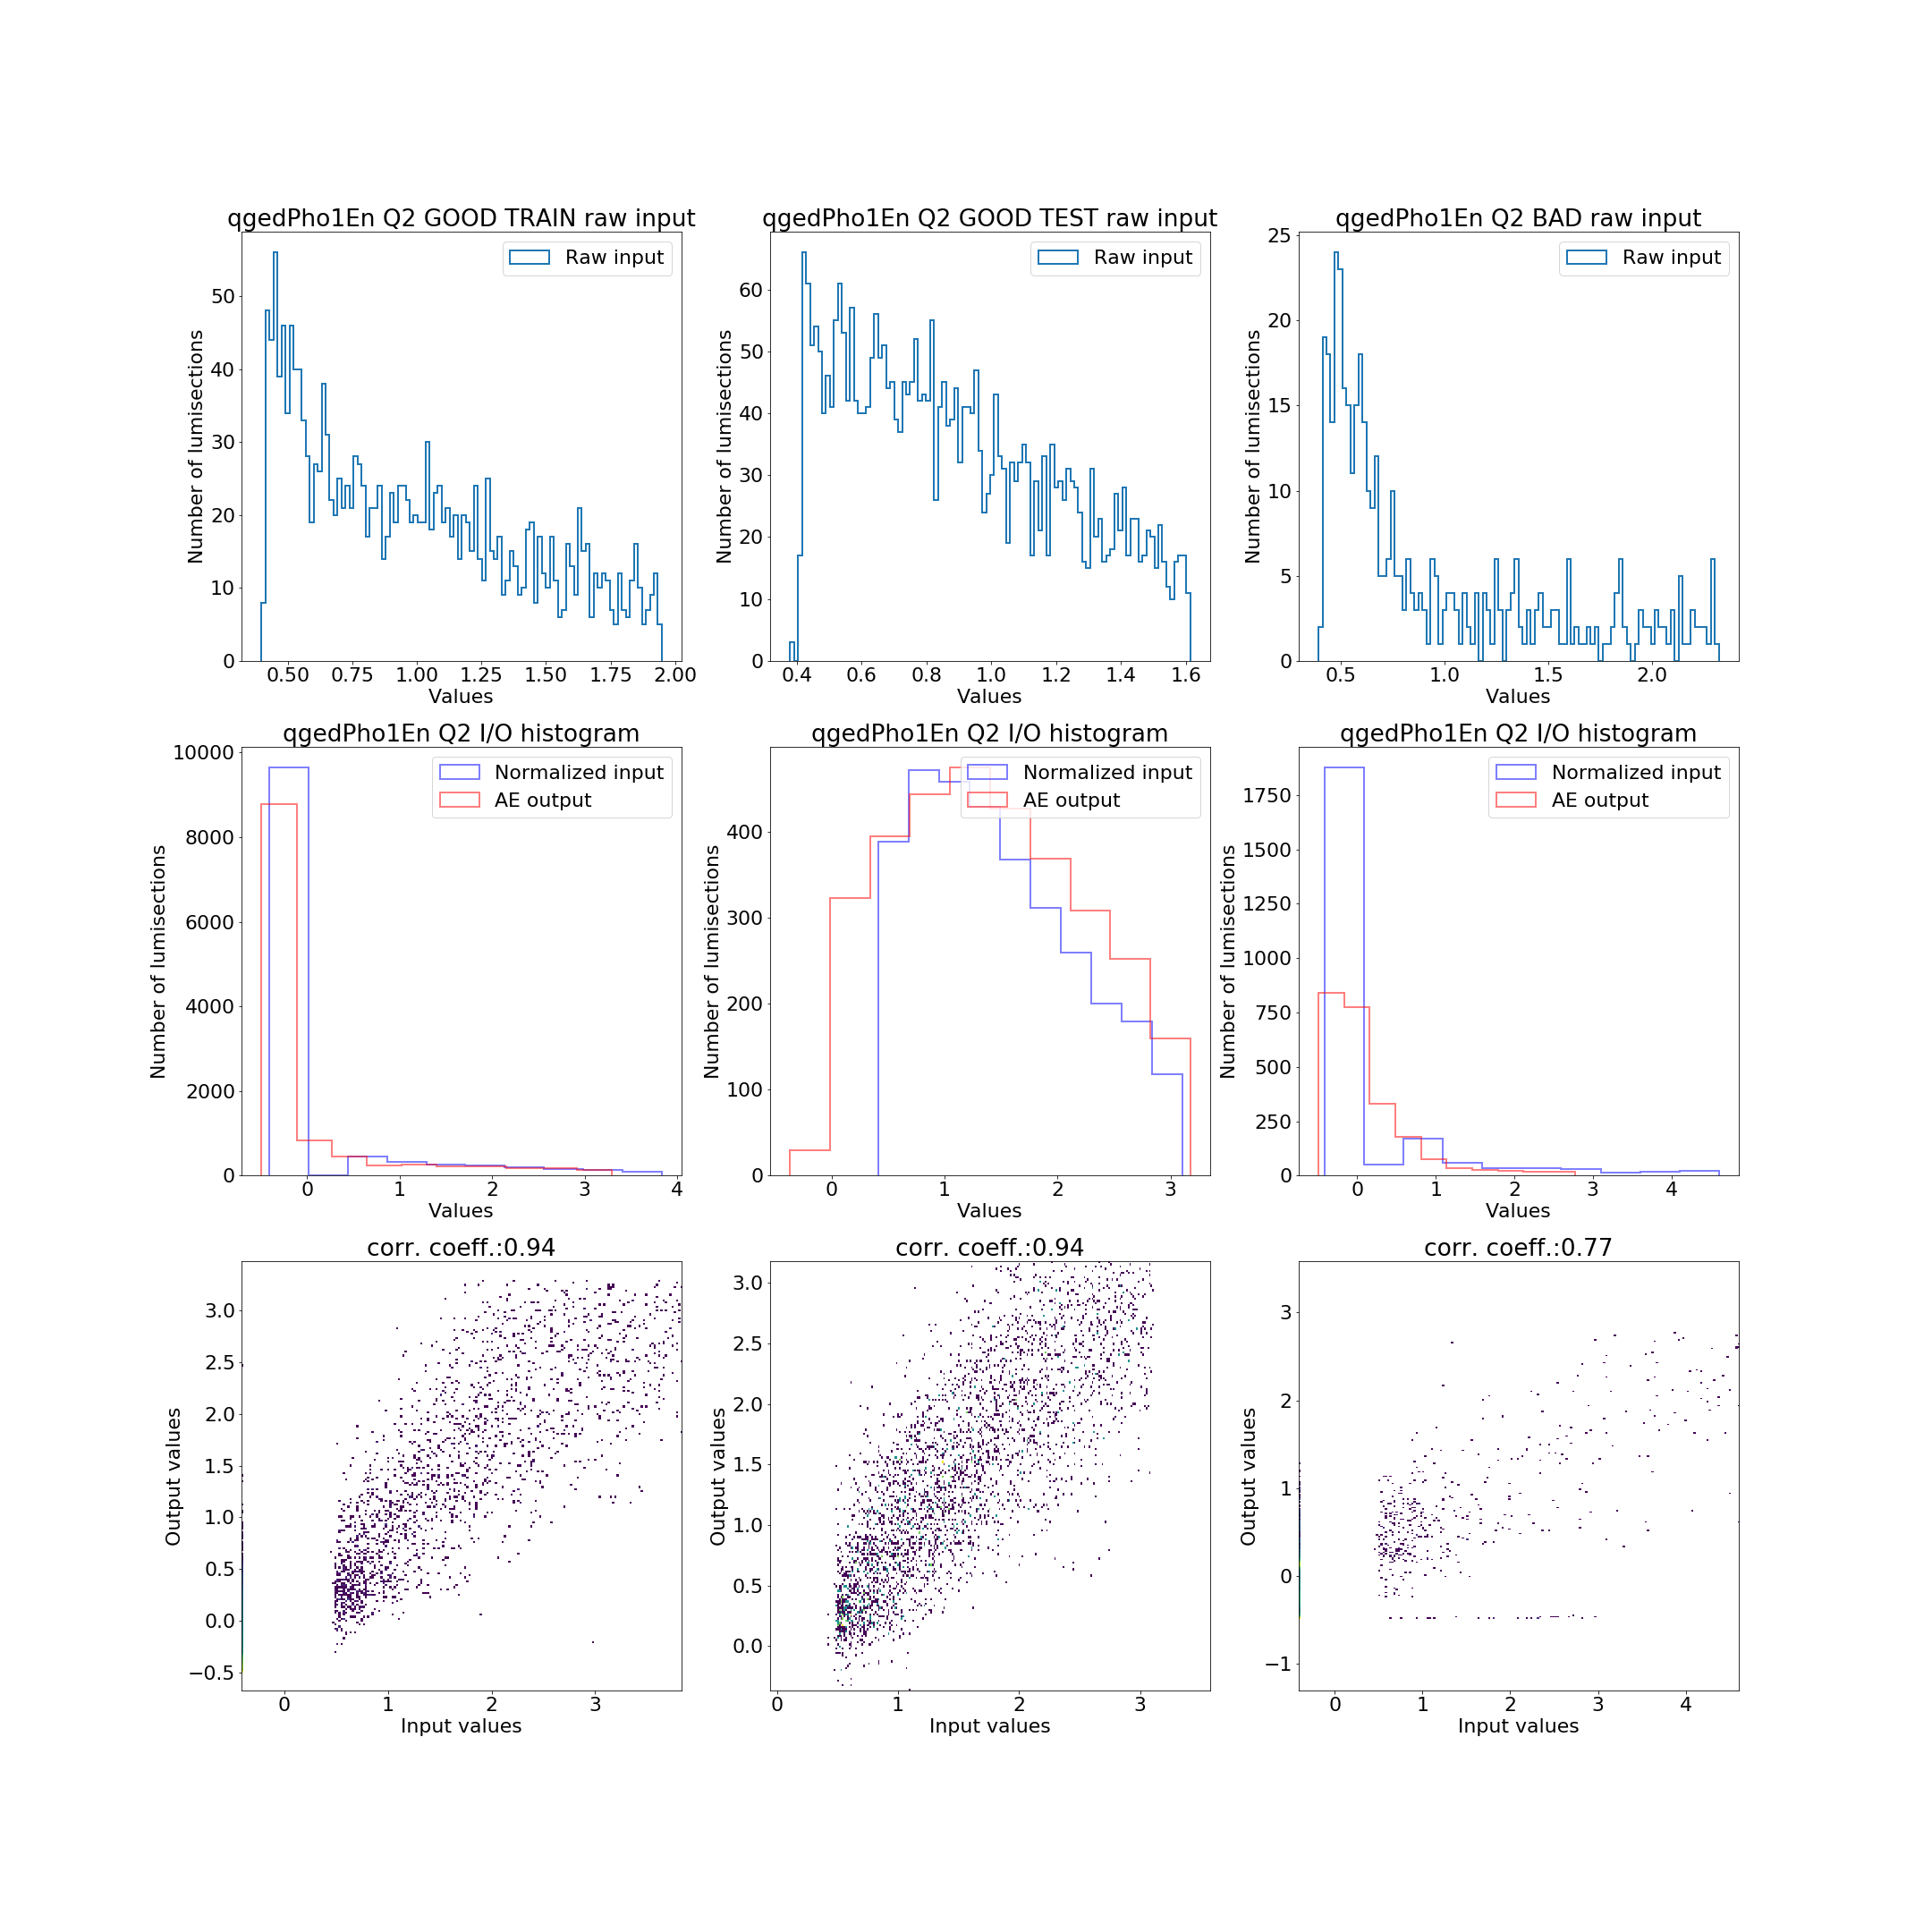 qgedPho1En Q2 GOOD TRAIN raw input
Raw input
Number of lumisections
0 10 20 30 40 50
0.50 0.75 1.00 1.25 1.50 1.75 2.00
Values
qgedPho1En Q2 GOOD TEST raw input
Raw input
Number of lumisections
0 10 20 30 40 50 60
0.4 0.6 0.8 1.0 1.2 1.4 1.6
Values
qgedPho1En Q2 BAD raw input
Raw input
Number of lumisections
0 5 10 15 20 25
0.5 1.0 1.5 2.0
Values
qgedPho1En Q2 I/O histogram
Normalized input
AE output
Number of lumisections
0 2000 4000 6000 8000 10000
0 1 2 3 4
Values
qgedPho1En Q2 I/O histogram
Normalized input
AE output
Number of lumisections
0 100 200 300 400
0 1 2 3
Values
qgedPho1En Q2 I/O histogram
Normalized input
AE output
Number of lumisections
0 250 500 750 1000 1250 1500 1750
0 1 2 3 4
Values
corr. coeff.:0.94
Output values
−0.5 0.0 0.5 1.0 1.5 2.0 2.5 3.0
0 1 2 3
Input values
corr. coeff.:0.94
Output values
0.0 0.5 1.0 1.5 2.0 2.5 3.0
0 1 2 3
Input values
corr. coeff.:0.77
Output values
−1 0 1 2 3
0 1 2 3 4
Input values